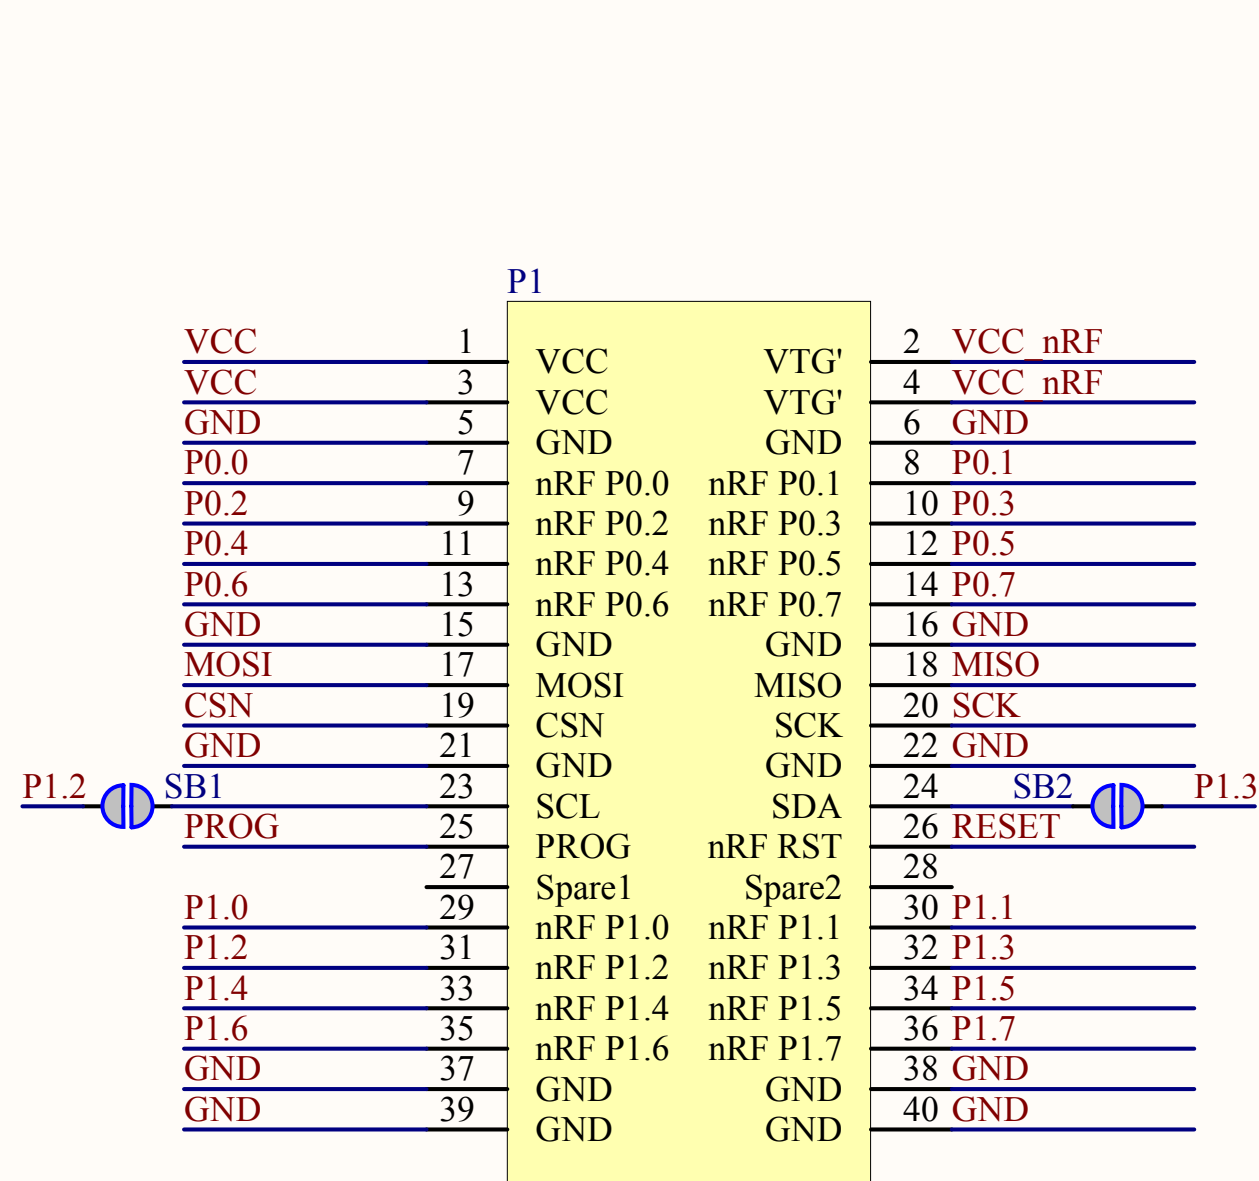 P1
VCC 1 VCC VTG' 2 VCC_nRF
VCC 3 VCC VTG' 4 VCC_nRF
GND 5 GND GND 6 GND
P0.0 7 nRF P0.0 nRF P0.1 8 P0.1
P0.2 9 nRF P0.2 nRF P0.3 10 P0.3
P0.4 11 nRF P0.4 nRF P0.5 12 P0.5
P0.6 13 nRF P0.6 nRF P0.7 14 P0.7
GND 15 GND GND 16 GND
MOSI 17 MOSI MISO 18 MISO
CSN 19 CSN SCK 20 SCK
GND 21 GND GND 22 GND
P1.2 SB1 23 SCL SDA 24 SB2 P1.3
PROG 25 PROG nRF RST 26 RESET
27 Spare1 Spare2 28
P1.0 29 nRF P1.0 nRF P1.1 30 P1.1
P1.2 31 nRF P1.2 nRF P1.3 32 P1.3
P1.4 33 nRF P1.4 nRF P1.5 34 P1.5
P1.6 35 nRF P1.6 nRF P1.7 36 P1.7
GND 37 GND GND 38 GND
GND 39 GND GND 40 GND